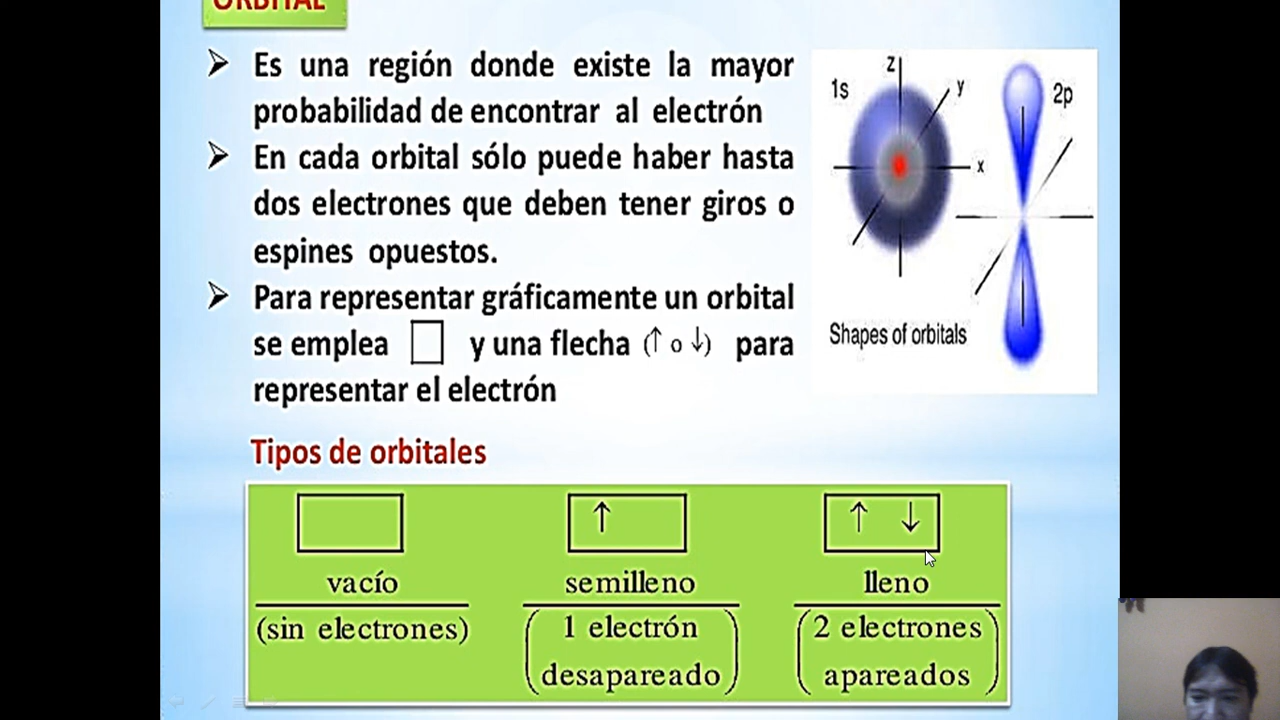 ORBITAL
Es una región donde existe la mayor
probabilidad de encontrar al electrón
En cada orbital sólo puede haber hasta
dos electrones que deben tener giros o
espines opuestos.
Para representar gráficamente un orbital
se emplea y una flecha (↑ o ↓) para
representar el electrón
1s
z
y
x
2p
Shapes of orbitals
Tipos de orbitales
↑
↑ ↓
vacío
(sin electrones)
semilleno
(1 electrón
desapareado)
lleno
(2 electrones
apareados)